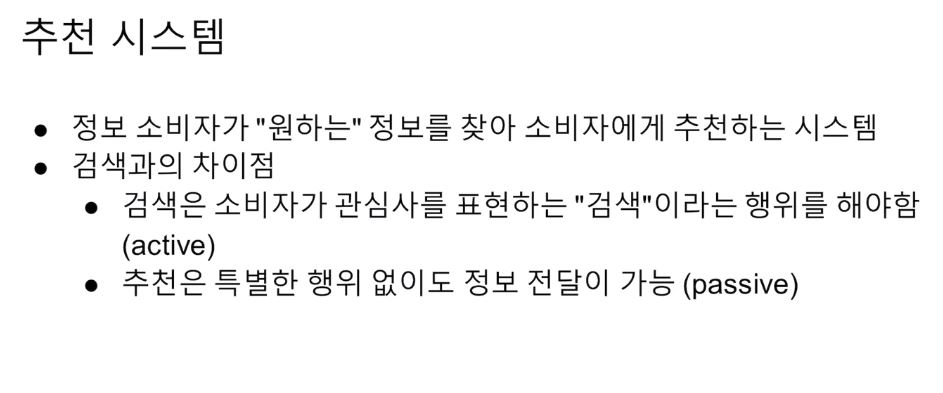 추천 시스템
● 정보 소비자가 "원하는" 정보를 찾아 소비자에게 추천하는 시스템
● 검색과의 차이점
● 검색은 소비자가 관심사를 표현하는 "검색"이라는 행위를 해야함
(active)
● 추천은 특별한 행위 없이도 정보 전달이 가능 (passive)